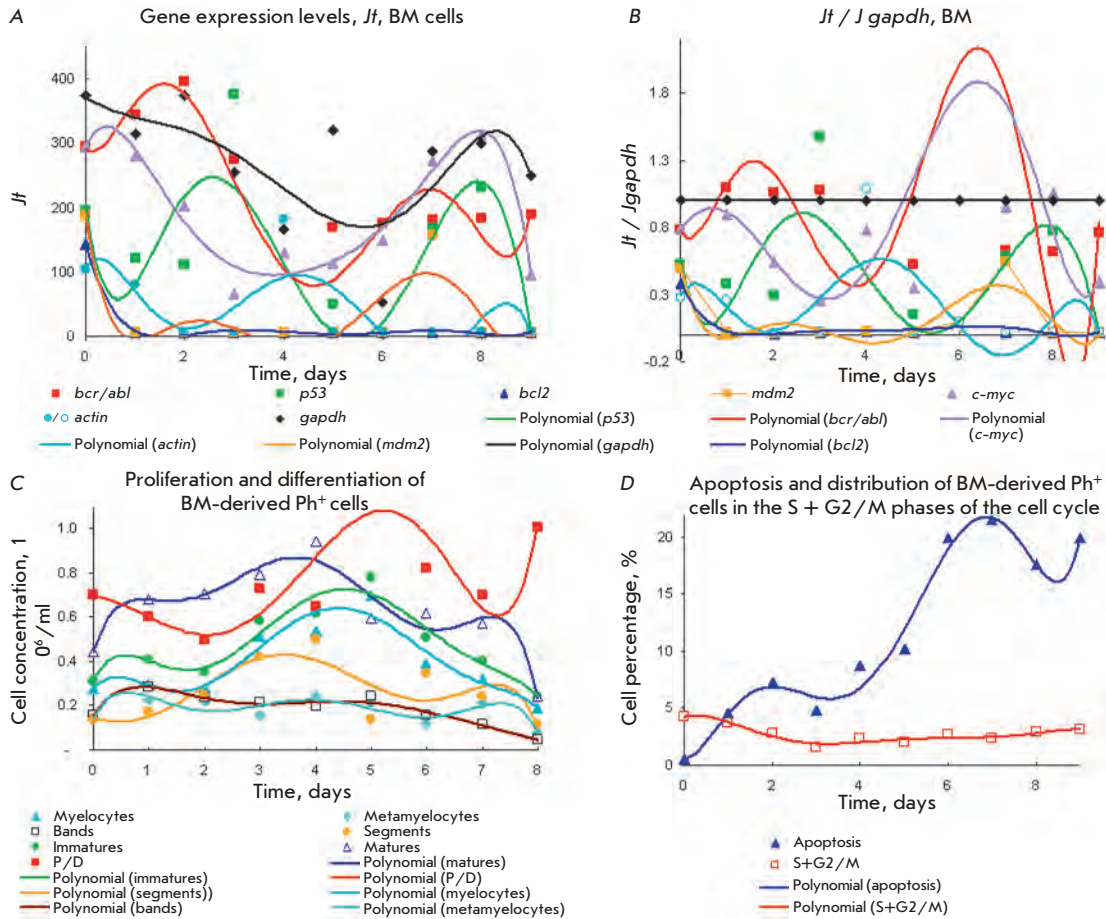 A
Gene expression levels, Jt, BM cells
Jt
400
300
200
100
0
0
2
4
6
8
Time, days
B
Jt / J gapdh, BM
Jt / Jgapdh
1.8
1.3
0.8
0.3
-0.2
0
2
4
6
8
Time, days
bcr/abl
p53
bcl2
mdm2
c-myc
/ actin
gapdh
Polynomial (p53)
Polynomial (bcr/abl)
Polynomial
(c-myc)
Polynomial (actin)
Polynomial (mdm2)
Polynomial (gapdh)
Polynomial (bcl2)
C
Proliferation and differentiation of
BM-derived Ph+ cells
Cell concentration, 1
0⁶/ml
1.0
0.8
0.6
0.4
0.2
-
0
1
2
3
4
5
6
7
8
Time, days
Myelocytes
Metamyelocytes
Bands
Segments
Immatures
Matures
P/D
Polynomial (matures)
Polynomial (immatures)
Polynomial (P/D)
Polynomial (segments))
Polynomial (myelocytes)
Polynomial (bands)
Polynomial (metamyelocytes)
D
Apoptosis and distribution of BM-derived Ph+
cells in the S + G2/M phases of the cell cycle
Cell percentage, %
20
15
10
5
0
0
2
4
6
8
Time, days
Apoptosis
S+G2/M
Polynomial (apoptosis)
Polynomial (S+G2/M)